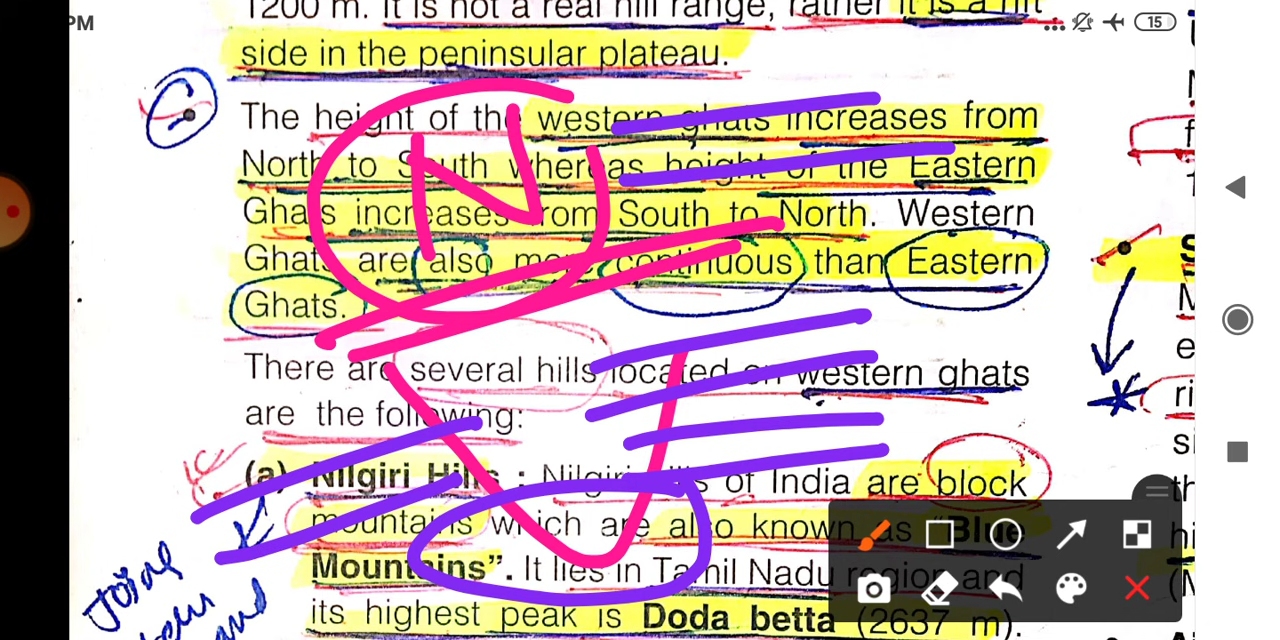 PM
15
1200 m. It is not a real hill range, rather it is a hill
side in the peninsular plateau.
The height of the western ghats increases from
North to South whereas height of the Eastern
Ghats increases from South to North. Western
Ghats are also more continuous than Eastern
Ghats.
There are several hills located on western ghats
are the following:
(a) Nilgiri Hills : Nilgiri Hills of India are block
mountains which are also known as "Blue
Mountains". It lies in Tamil Nadu region and
its highest peak is Doda betta (2637 m).
N